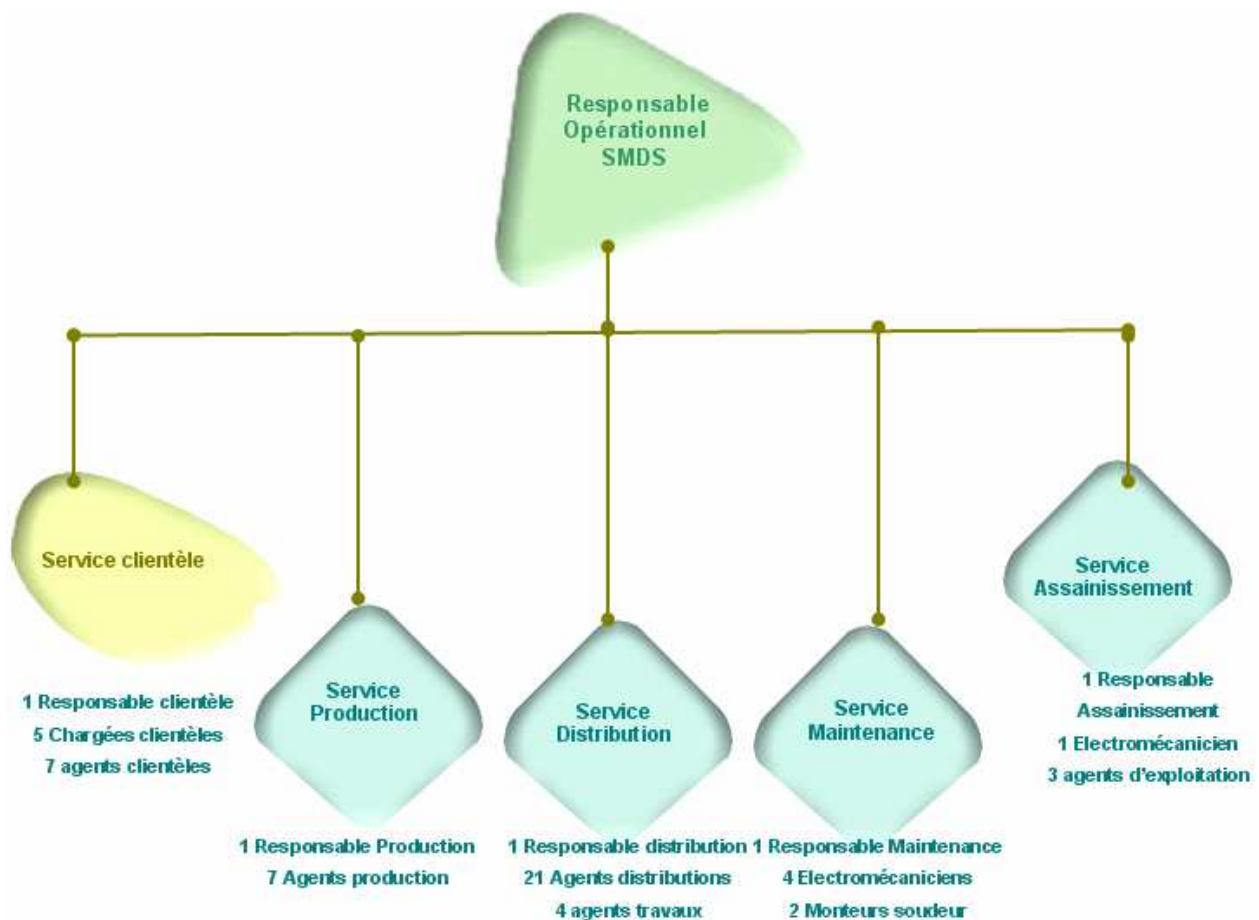 Responsable
Opérationnel
SMDS
Service clientèle
1 Responsable clientèle
5 Chargées clientèles
7 agents clientèles
Service
Production
1 Responsable Production
7 Agents production
Service
Distribution
1 Responsable distribution
21 Agents distributions
4 agents travaux
Service
Maintenance
1 Responsable Maintenance
4 Electromécaniciens
2 Monteurs soudeur
Service
Assainissement
1 Responsable
Assainissement
1 Electromécanicien
3 agents d'exploitation